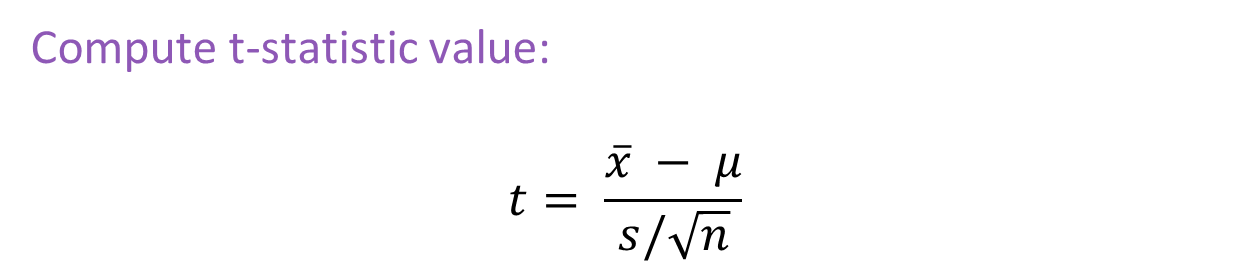 Compute t-statistic value:
t = (x̄ − μ) / (s/√n)